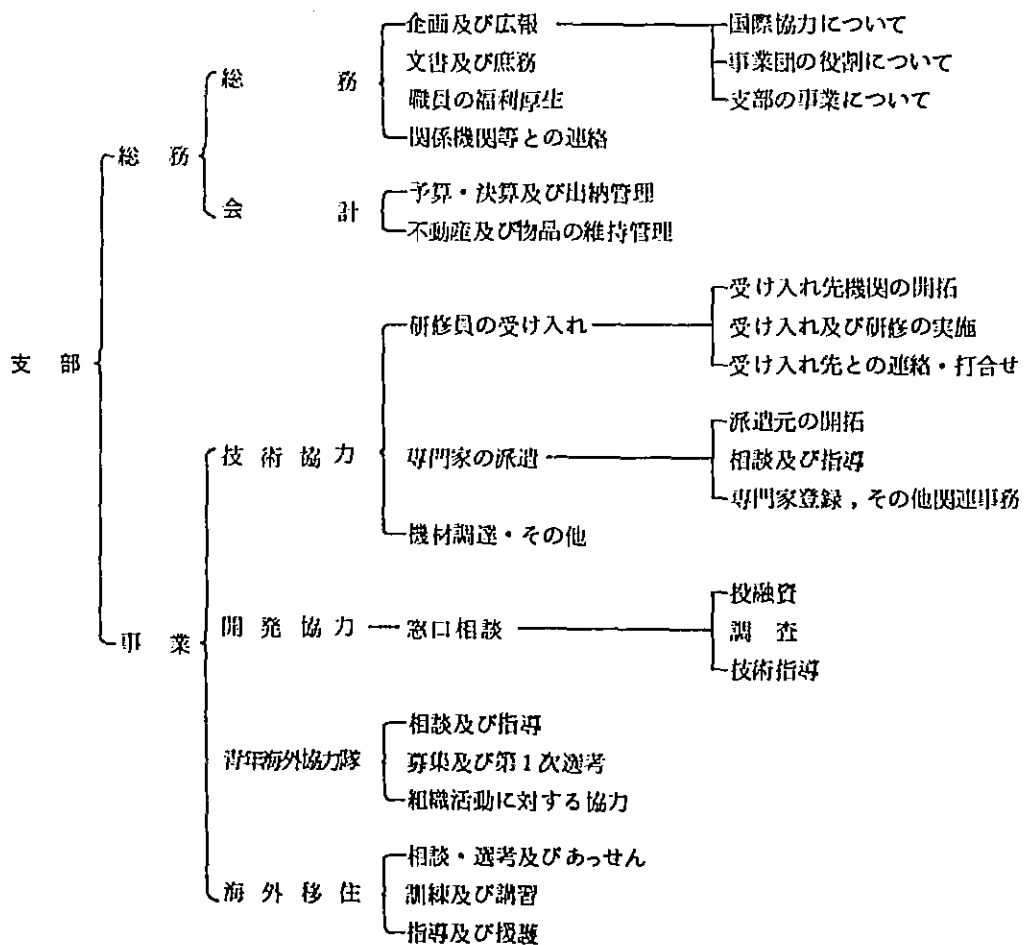 支部
総務
総務
企画及び広報
国際協力について
事業団の役割について
支部の事業について
文書及び庶務
職員の福利厚生
関係機関等との連絡
会計
予算・決算及び出納管理
不動産及び物品の維持管理
事業
技術協力
研修員の受け入れ
受け入れ先機関の開拓
受け入れ及び研修の実施
受け入れ先との連絡・打合せ
専門家の派遣
派遣元の開拓
相談及び指導
専門家登録，その他関連事務
機材調達・その他
開発協力
窓口相談
投融資
調査
技術指導
青年海外協力隊
相談及び指導
募集及び第1次選考
組織活動に対する協力
海外移住
相談・選考及びあっせん
訓練及び講習
指導及び援護